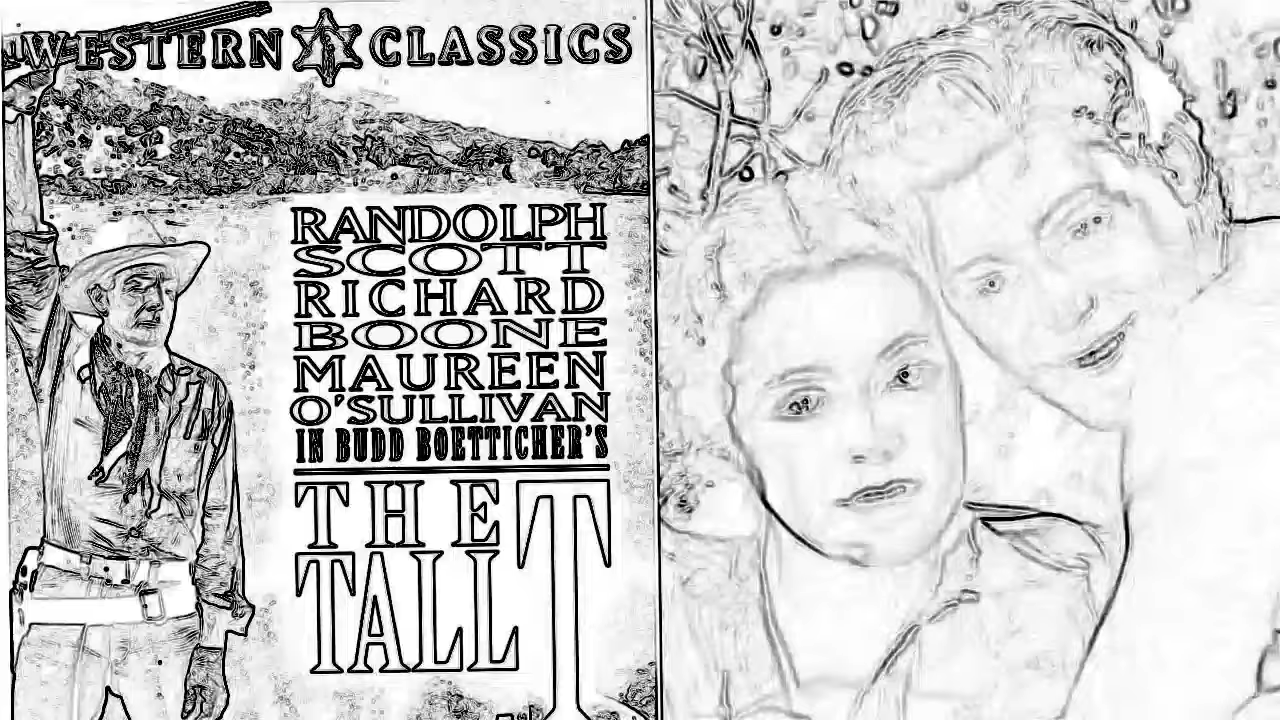 WESTERN CLASSICS
RANDOLPH
SCOTT
RICHARD
BOONE
MAUREEN
O'SULLIVAN
IN BUDD BOETTICHER'S
THE
TALL T